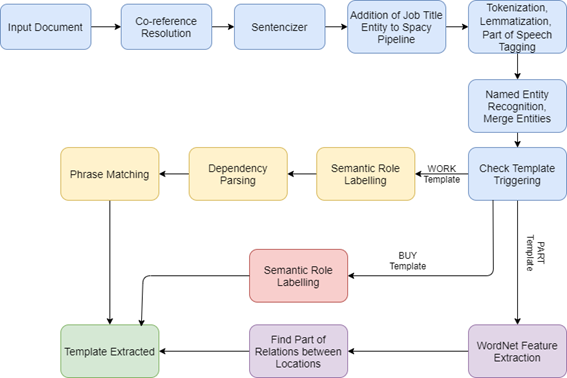 Input Document
Co-reference
Resolution
Sentencizer
Addition of Job Title
Entity to Spacy
Pipeline
Tokenization,
Lemmatization,
Part of Speech
Tagging
Named Entity
Recognition,
Merge Entities
Phrase Matching
Dependency
Parsing
Semantic Role
Labelling
WORK
Template
Check Template
Triggering
BUY
Template
PART
Template
Semantic Role
Labelling
Template Extracted
Find Part of
Relations between
Locations
WordNet Feature
Extraction